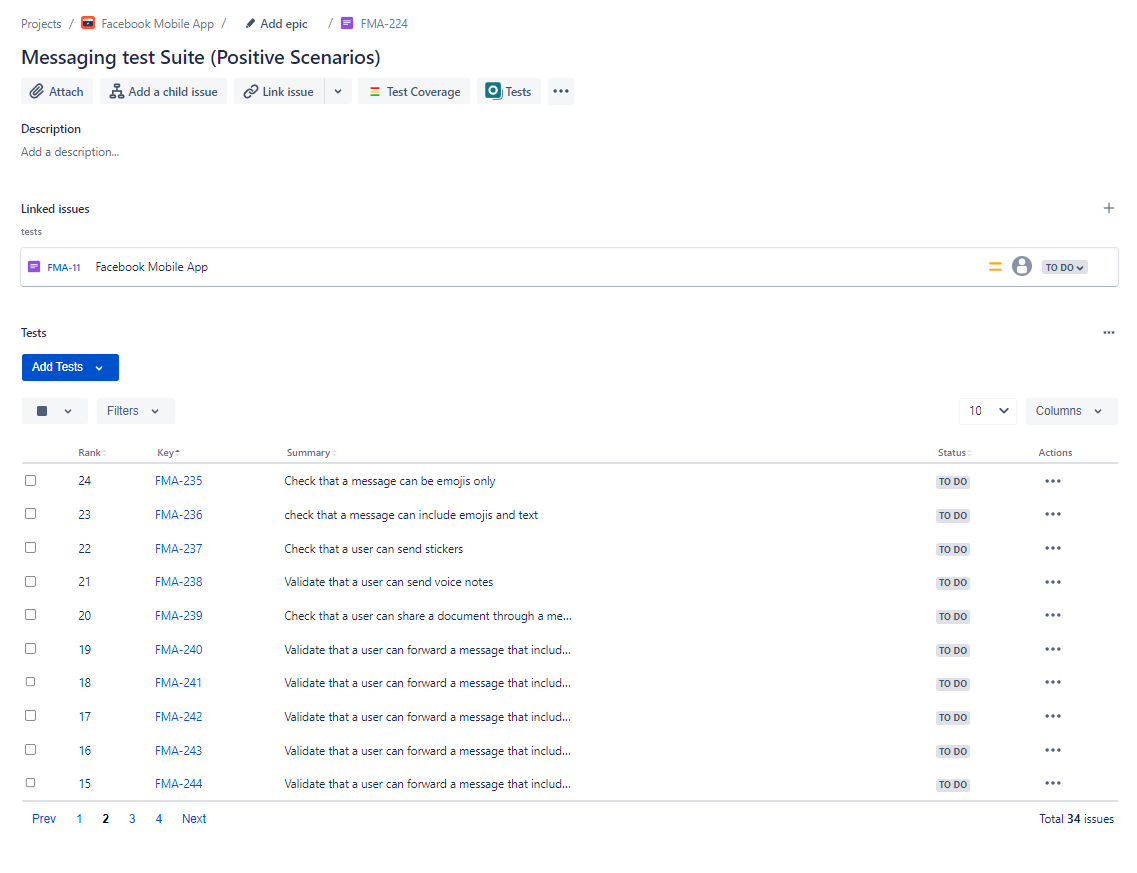 Projects / Facebook Mobile App / Add epic / FMA-224
Messaging test Suite (Positive Scenarios)
Attach Add a child issue Link issue Test Coverage Tests
Description
Add a description...
Linked issues
tests
FMA-11 Facebook Mobile App TO DO
Tests
Add Tests
Filters 10 Columns
Rank Key Summary Status Actions
24 FMA-235 Check that a message can be emojis only TO DO
23 FMA-236 check that a message can include emojis and text TO DO
22 FMA-237 Check that a user can send stickers TO DO
21 FMA-238 Validate that a user can send voice notes TO DO
20 FMA-239 Check that a user can share a document through a me... TO DO
19 FMA-240 Validate that a user can forward a message that includ... TO DO
18 FMA-241 Validate that a user can forward a message that includ... TO DO
17 FMA-242 Validate that a user can forward a message that includ... TO DO
16 FMA-243 Validate that a user can forward a message that includ... TO DO
15 FMA-244 Validate that a user can forward a message that includ... TO DO
Prev 1 2 3 4 Next Total 34 issues